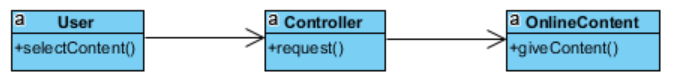 a User
+selectContent()
a Controller
+request()
a OnlineContent
+giveContent()